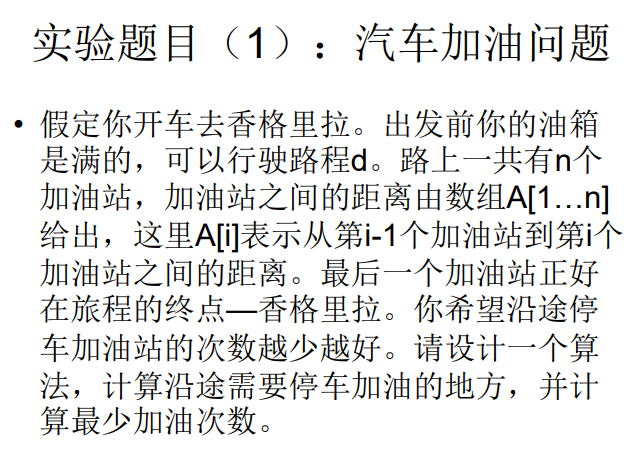 实验题目（1）：汽车加油问题
• 假定你开车去香格里拉。出发前你的油箱
是满的，可以行驶路程d。路上一共有n个
加油站，加油站之间的距离由数组A[1…n]
给出，这里A[i]表示从第i-1个加油站到第i个
加油站之间的距离。最后一个加油站正好
在旅程的终点—香格里拉。你希望沿途停
车加油站的次数越少越好。请设计一个算
法，计算沿途需要停车加油的地方，并计
算最少加油次数。